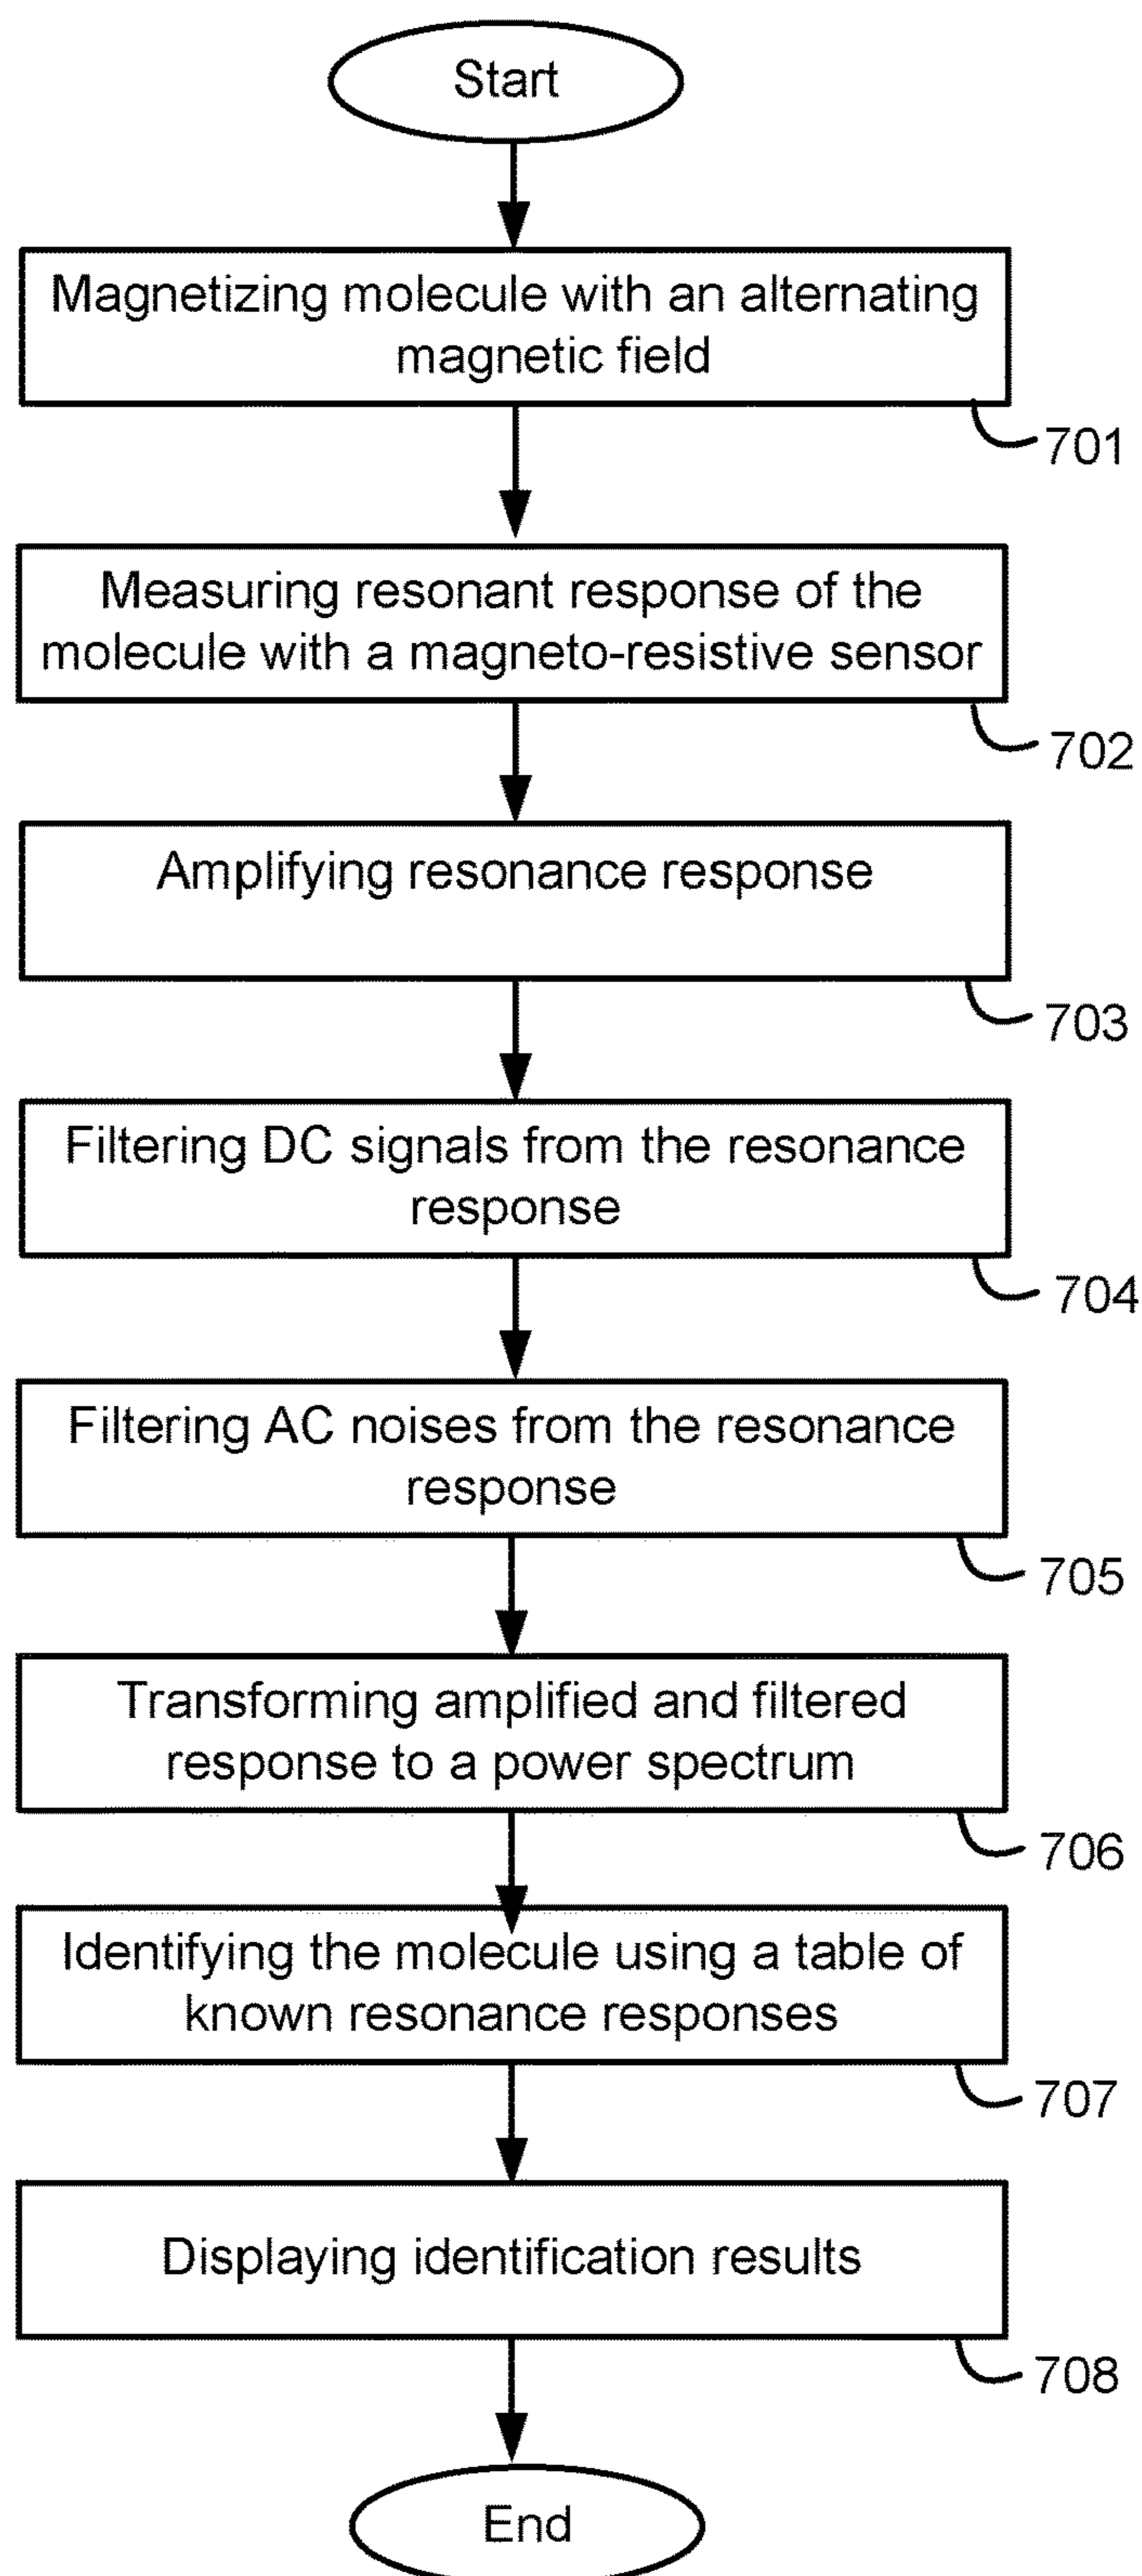 Start
Magnetizing molecule with an alternating
magnetic field
701
Measuring resonant response of the
molecule with a magneto-resistive sensor
702
Amplifying resonance response
703
Filtering DC signals from the resonance
response
704
Filtering AC noises from the resonance
response
705
Transforming amplified and filtered
response to a power spectrum
706
Identifying the molecule using a table of
known resonance responses
707
Displaying identification results
708
End